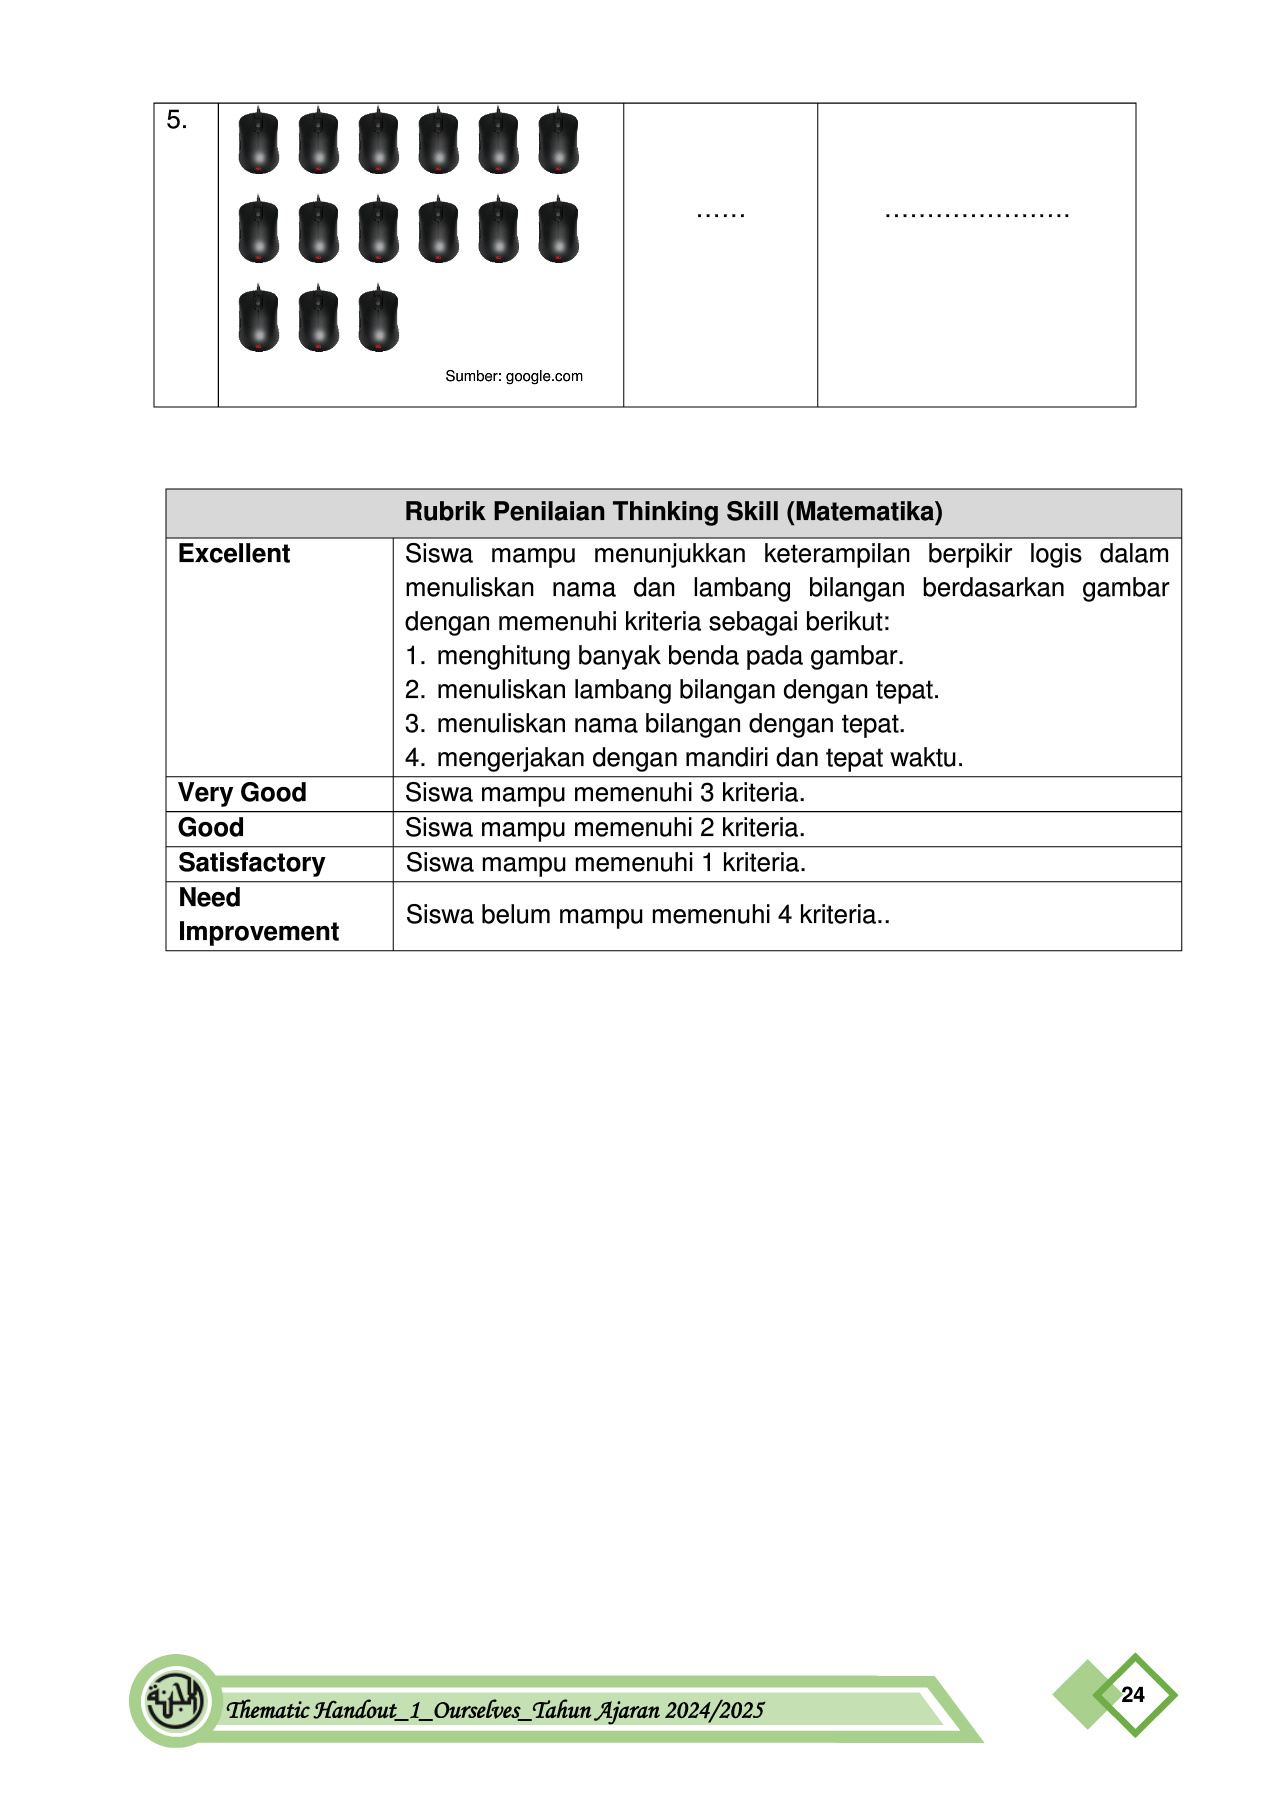 5.
...... ......................
Sumber: google.com
Rubrik Penilaian Thinking Skill (Matematika)
Excellent
Siswa mampu menunjukkan keterampilan berpikir logis dalam
menuliskan nama dan lambang bilangan berdasarkan gambar
dengan memenuhi kriteria sebagai berikut:
1. menghitung banyak benda pada gambar.
2. menuliskan lambang bilangan dengan tepat.
3. menuliskan nama bilangan dengan tepat.
4. mengerjakan dengan mandiri dan tepat waktu.
Very Good Siswa mampu memenuhi 3 kriteria.
Good Siswa mampu memenuhi 2 kriteria.
Satisfactory Siswa mampu memenuhi 1 kriteria.
Need
Improvement
Siswa belum mampu memenuhi 4 kriteria..
Thematic Handout_1_Ourselves_Tahun Ajaran 2024/2025
24